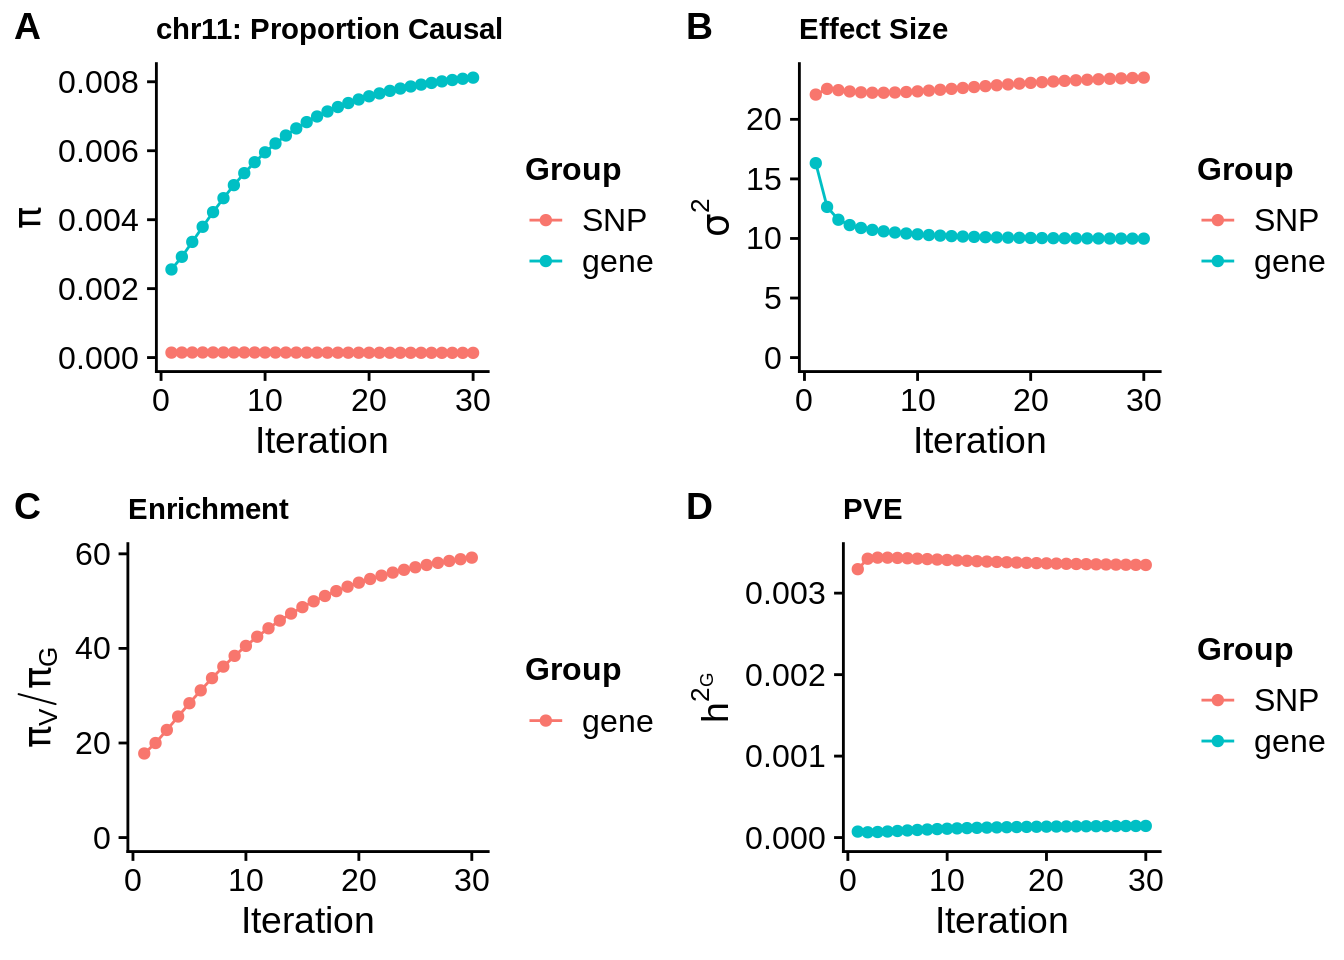 A
chr11: Proportion Causal
π
0.008
0.006
0.004
0.002
0.000
0 10 20 30
Iteration
Group
SNP
gene
B
Effect Size
σ²
20
15
10
5
0
0 10 20 30
Iteration
Group
SNP
gene
C
Enrichment
πV/πG
60
40
20
0
0 10 20 30
Iteration
Group
gene
D
PVE
h²G
0.003
0.002
0.001
0.000
0 10 20 30
Iteration
Group
SNP
gene